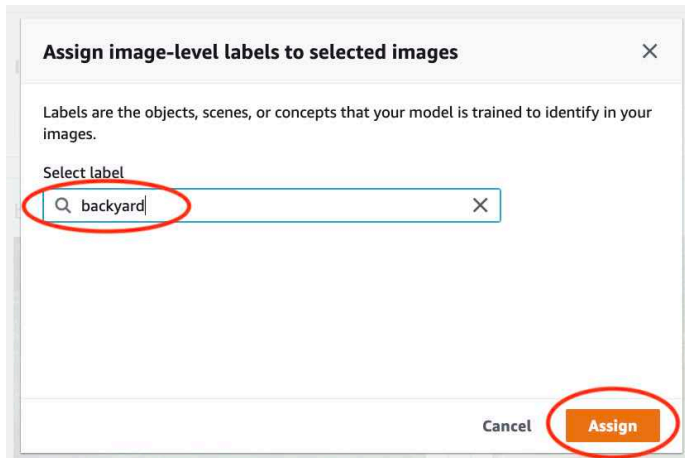 Assign image-level labels to selected images
Labels are the objects, scenes, or concepts that your model is trained to identify in your
images.
Select label
backyard
Cancel
Assign